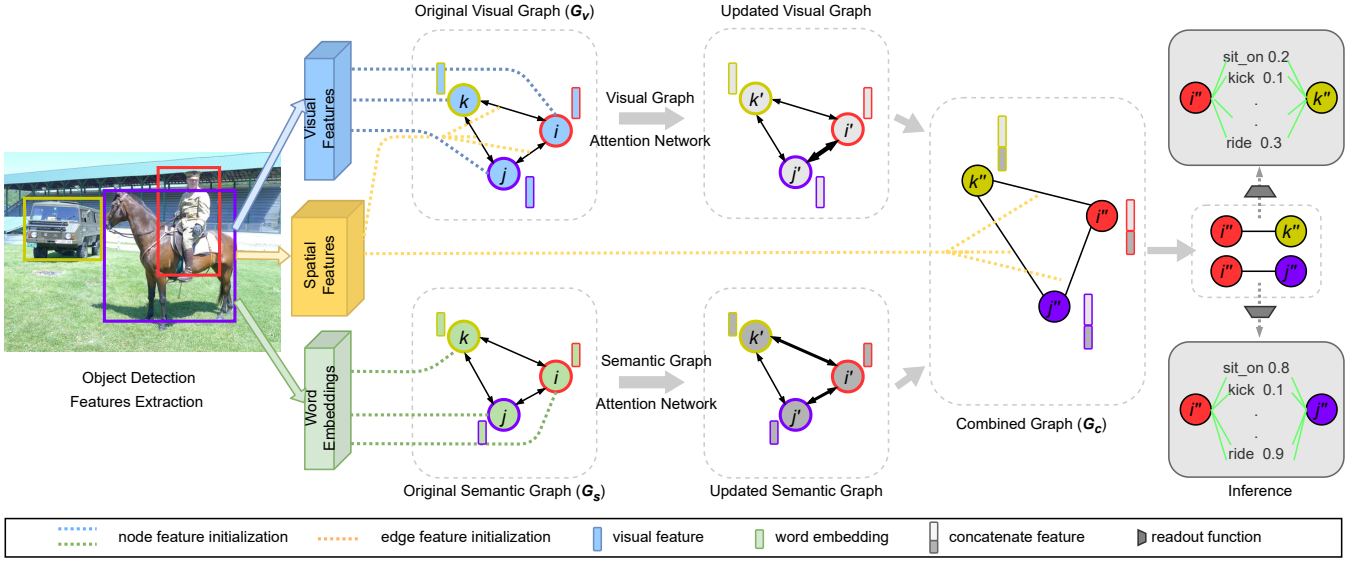 Original Visual Graph (Gv)
Updated Visual Graph
Visual
Features
k
i
j
Visual Graph
Attention Network
k'
i'
j'
Spatial
Features
Object Detection
Features Extraction
Word
Embeddings
k
i
j
Semantic Graph
Attention Network
k'
i'
j'
Original Semantic Graph (Gs)
Updated Semantic Graph
k''
i''
j''
Combined Graph (Gc)
sit_on 0.2
kick 0.1
.
.
ride 0.3
i''
k''
i''
k''
i''
j''
sit_on 0.8
kick 0.1
.
.
ride 0.9
i''
j''
Inference
node feature initialization
edge feature initialization
visual feature
word embedding
concatenate feature
readout function